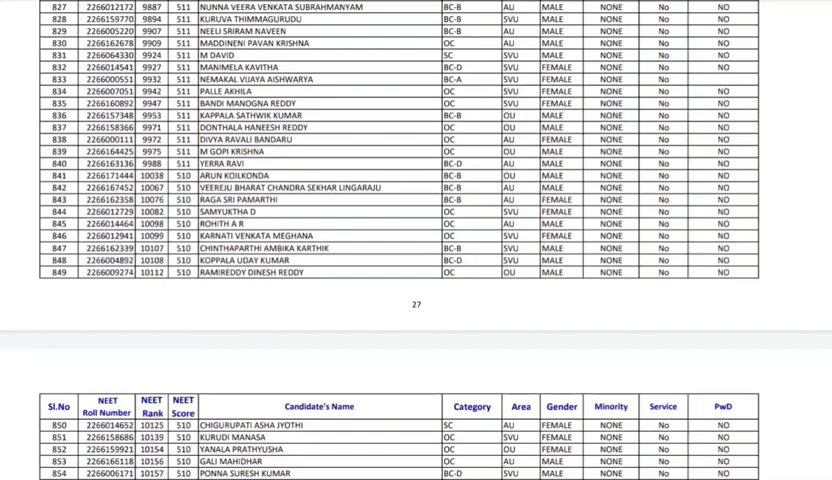 827 2266012172 9887 511 NUNNA VEERA VENKATA SUBRAHMANYAM BC-B AU MALE NONE No NO
828 2266159770 9894 511 KURUVA THIMMAGURUDU BC-B SVU MALE NONE No NO
829 2266005220 9907 511 NEELI SRIRAM NAVEEN BC-B AU MALE NONE No NO
830 2266162678 9909 511 MADDINENI PAVAN KRISHNA OC AU MALE NONE No NO
831 2266064330 9924 511 M DAVID SC SVU MALE NONE No NO
832 2266014541 9927 511 MANIMELA KAVITHA BC-D SVU FEMALE NONE No NO
833 2266000551 9932 511 NEMAKAL VIJAYA AISHWARYA BC-A SVU FEMALE NONE No
834 2266007051 9942 511 PALLE AKHILA OC SVU FEMALE NONE No NO
835 2266160892 9947 511 BANDI MANOGNA REDDY OC SVU FEMALE NONE No NO
836 2266157348 9953 511 KAPPALA SATHWIK KUMAR BC-B OU MALE NONE No NO
837 2266158366 9971 511 DONTHALA HANEESH REDDY OC OU MALE NONE No NO
838 2266000111 9972 511 DIVYA RAVALI BANDARU OC AU FEMALE NONE No NO
839 2266164425 9975 511 M GOPI KRISHNA OC OU MALE NONE No NO
840 2266163136 9988 511 YERRA RAVI BC-D AU MALE NONE No NO
841 2266171444 10038 510 ARUN KOILKONDA BC-B OU MALE NONE No NO
842 2266167452 10067 510 VEEREJU BHARAT CHANDRA SEKHAR LINGARAJU BC-B AU MALE NONE No NO
843 2266162358 10076 510 RAGA SRI PAMARTHI BC-B AU FEMALE NONE No NO
844 2266012729 10082 510 SAMYUKTHA D OC SVU FEMALE NONE No NO
845 2266014464 10098 510 ROHITH A R OC AU MALE NONE No NO
846 2266012941 10099 510 KARNATI VENKATA MEGHANA OC SVU FEMALE NONE No NO
847 2266162339 10107 510 CHINTHAPARTHI AMBIKA KARTHIK BC-B SVU MALE NONE No NO
848 2266004892 10108 510 KOPPALA UDAY KUMAR BC-D SVU MALE NONE No NO
849 2266009274 10112 510 RAMIREDDY DINESH REDDY OC OU MALE NONE No NO
27
Sl.No NEET Roll Number NEET Rank NEET Score Candidate's Name Category Area Gender Minority Service PwD
850 2266014652 10125 510 CHIGURUPATI ASHA JYOTHI SC AU FEMALE NONE No NO
851 2266158686 10139 510 KURUDI MANASA OC SVU FEMALE NONE No NO
852 2266159921 10154 510 YANALA PRATHYUSHA OC OU FEMALE NONE No NO
853 2266166118 10156 510 GALI MAHIDHAR OC AU MALE NONE No NO
854 2266006171 10157 510 PONNA SURESH KUMAR BC-D SVU MALE NONE No NO